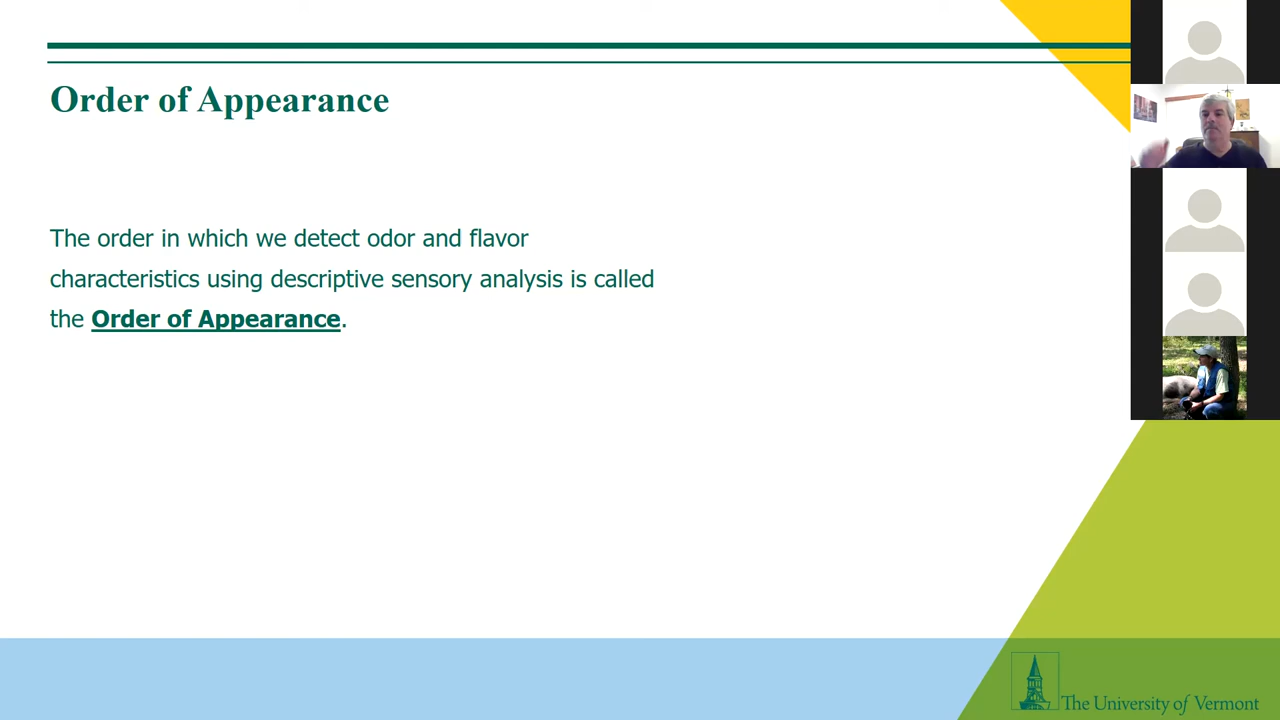 Order of Appearance
The order in which we detect odor and flavor
characteristics using descriptive sensory analysis is called
the Order of Appearance.
The University of Vermont